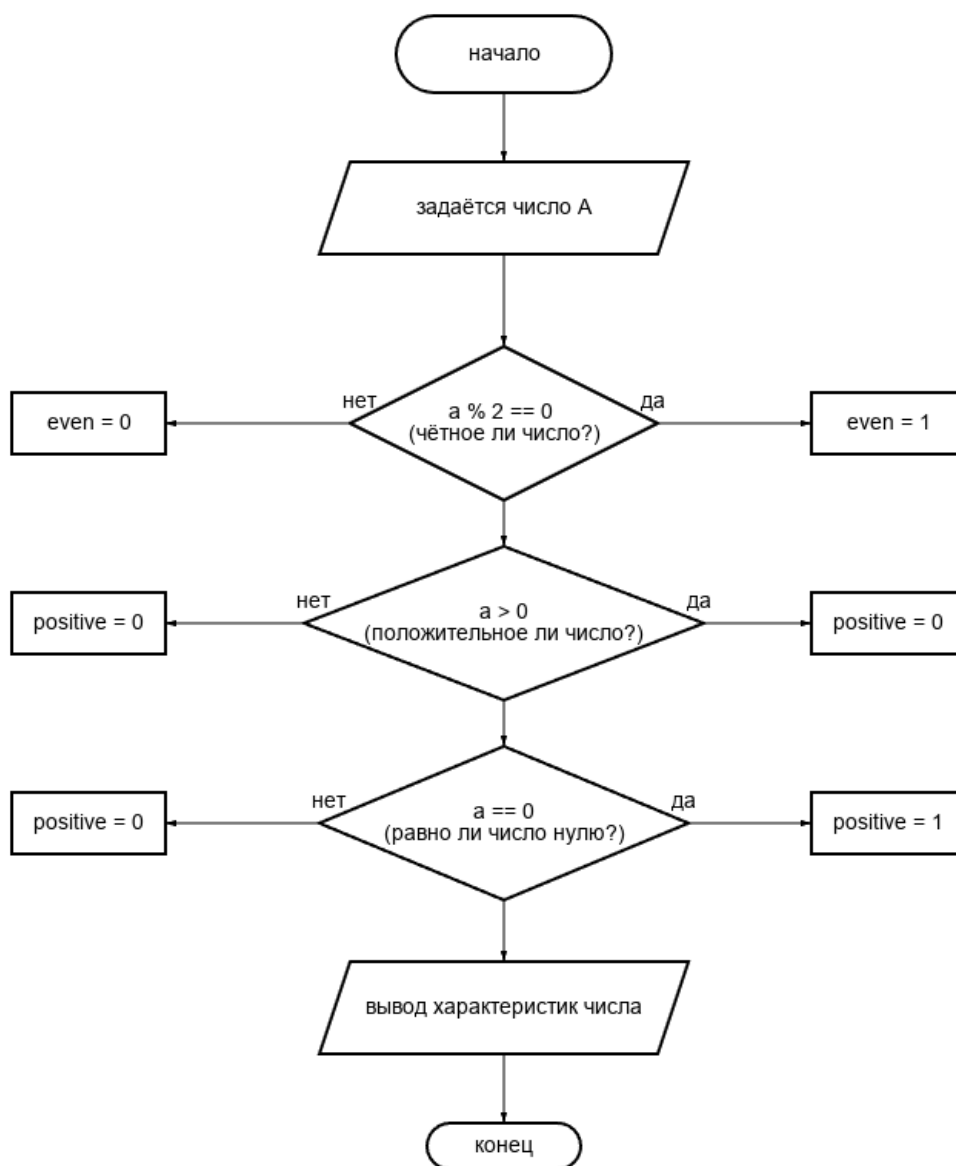 начало
задаётся число А
нет
да
even = 0
a % 2 == 0
(чётное ли число?)
even = 1
нет
да
positive = 0
a > 0
(положительное ли число?)
positive = 0
нет
да
positive = 0
a == 0
(равно ли число нулю?)
positive = 1
вывод характеристик числа
конец